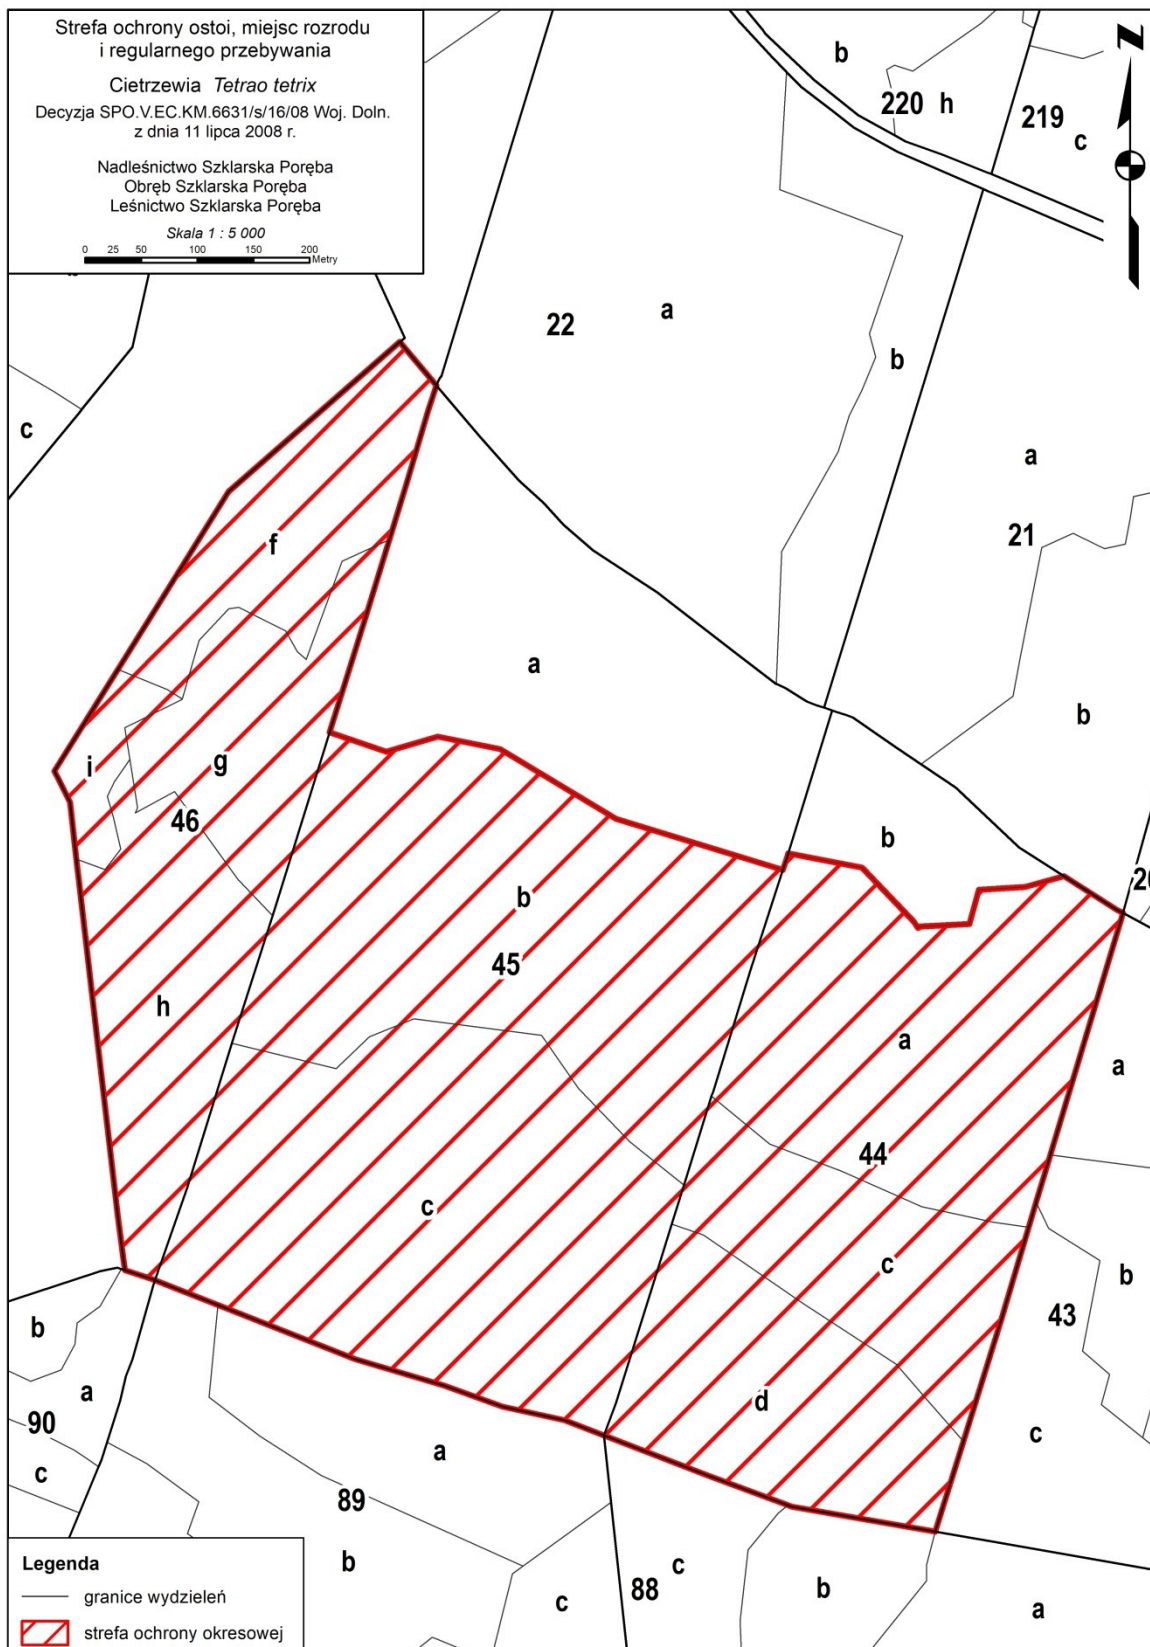 Strefa ochrony ostoi, miejsc rozrodu
i regularnego przebywania
Cietrzewia Tetrao tetrix
Decyzja SPO.V.EC.KM.6631/s/16/08 Woj. Doln.
z dnia 11 lipca 2008 r.
Nadleśnictwo Szklarska Poręba
Obręb Szklarska Poręba
Leśnictwo Szklarska Poręba
Skala 1 : 5 000
0 25 50 100 150 200
Metry
b
220 h
219
c
z
22
a
b
c
a
21
f
a
b
i
g
46
b
20
b
45
h
a
a
44
c
c
b
43
b
a
90
d
c
a
c
89
b
c
88
c
b
a
Legenda
granice wydzieleń
strefa ochrony okresowej